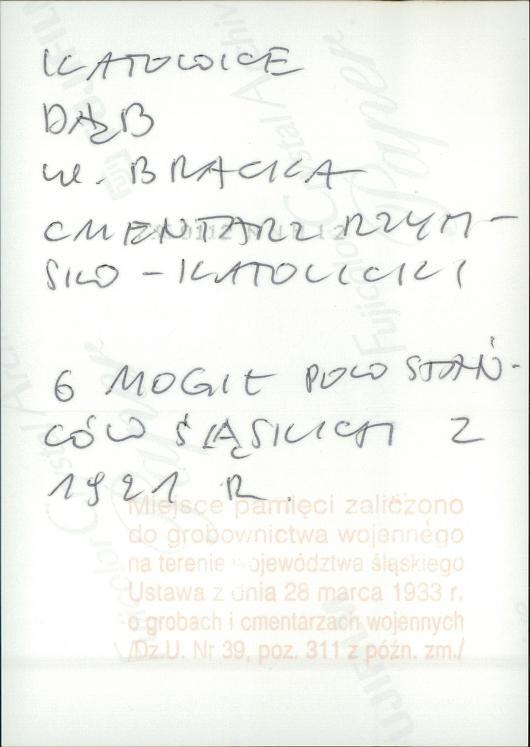 KATOWICE
DĄB
ul. BRACKA
CMENTARZ RZYM-
SKO - KATOLICKI
6 MOGIŁ POWSTAŃ-
CÓW ŚLĄSKICH Z
1921 R.
Miejsce pamięci zaliczono
do grobownictwa wojennego
na terenie województwa śląskiego
Ustawa z dnia 28 marca 1933 r.
o grobach i cmentarzach wojennych
/Dz.U. Nr 39, poz. 311 z późn. zm./